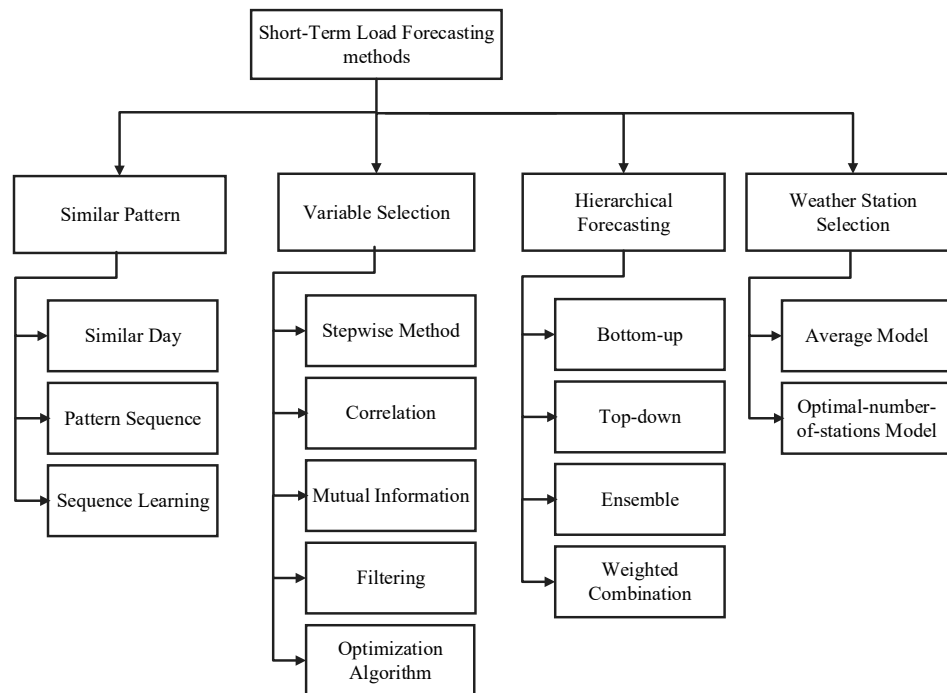 Short-Term Load Forecasting
methods
Similar Pattern
Variable Selection
Hierarchical
Forecasting
Weather Station
Selection
Similar Day
Pattern Sequence
Sequence Learning
Stepwise Method
Correlation
Mutual Information
Filtering
Optimization
Algorithm
Bottom-up
Top-down
Ensemble
Weighted
Combination
Average Model
Optimal-number-
of-stations Model